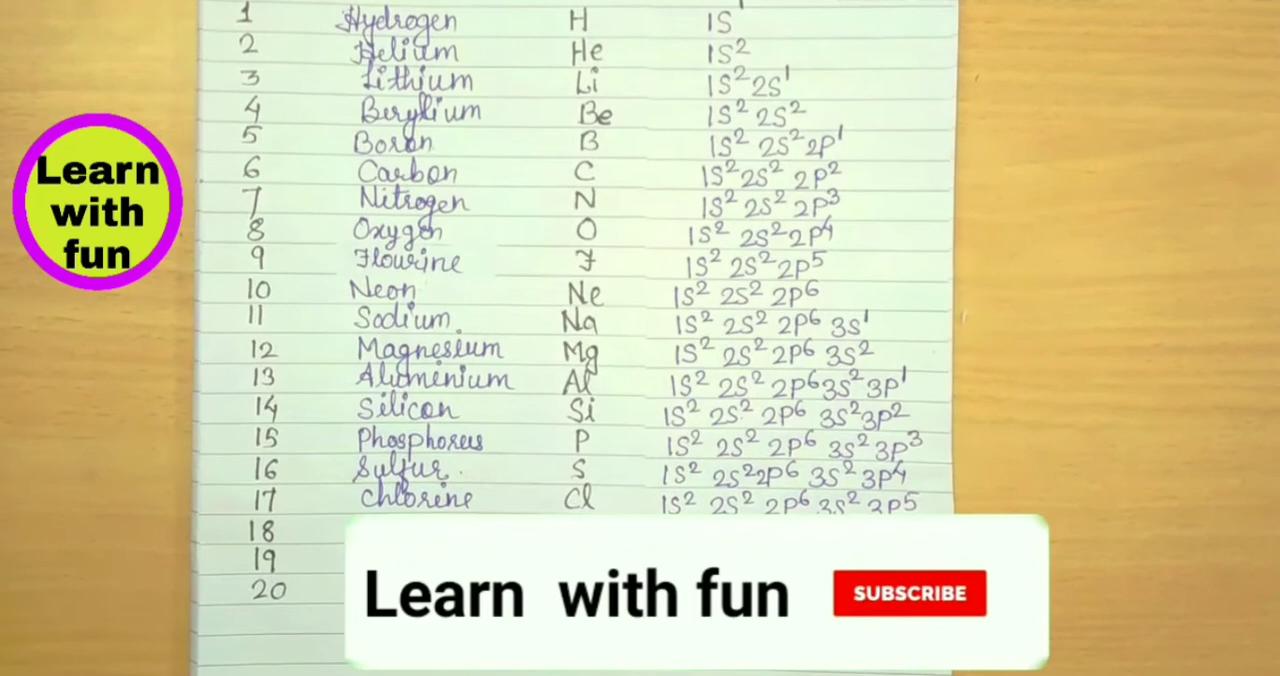 1 Hydrogen H 1S¹
2 Helium He 1S²
3 Lithium Li 1S² 2S¹
4 Berylium Be 1S² 2S²
5 Boron B 1S² 2S² 2P¹
6 Carbon C 1S² 2S² 2P²
7 Nitrogen N 1S² 2S² 2P³
8 Oxygen O 1S² 2S² 2P⁴
9 Flourine F 1S² 2S² 2P⁵
10 Neon Ne 1S² 2S² 2P⁶
11 Sodium Na 1S² 2S² 2P⁶ 3S¹
12 Magnesium Mg 1S² 2S² 2P⁶ 3S²
13 Aluminium Al 1S² 2S² 2P⁶ 3S² 3P¹
14 Silicon Si 1S² 2S² 2P⁶ 3S² 3P²
15 Phosphorus P 1S² 2S² 2P⁶ 3S² 3P³
16 Sulfur S 1S² 2S² 2P⁶ 3S² 3P⁴
17 Chlorine Cl 1S² 2S² 2P⁶ 3S² 3P⁵
18
19
20
Learn
with
fun
Learn with fun SUBSCRIBE